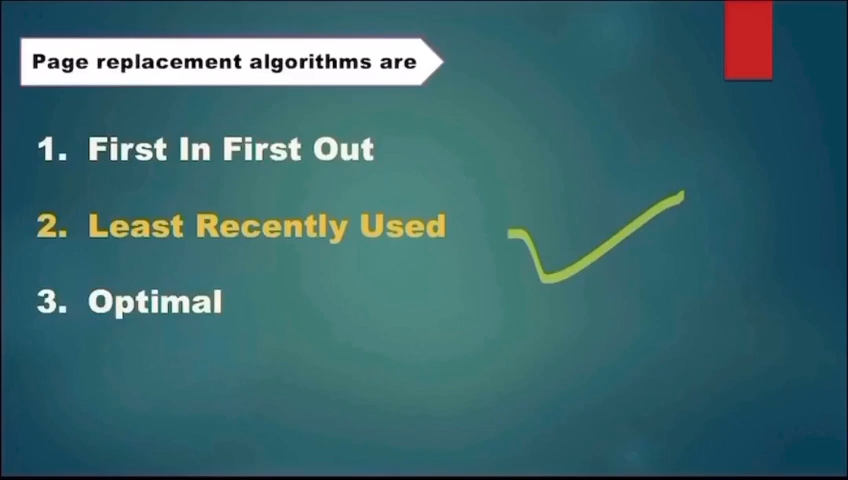 Page replacement algorithms are
1. First In First Out
2. Least Recently Used
3. Optimal